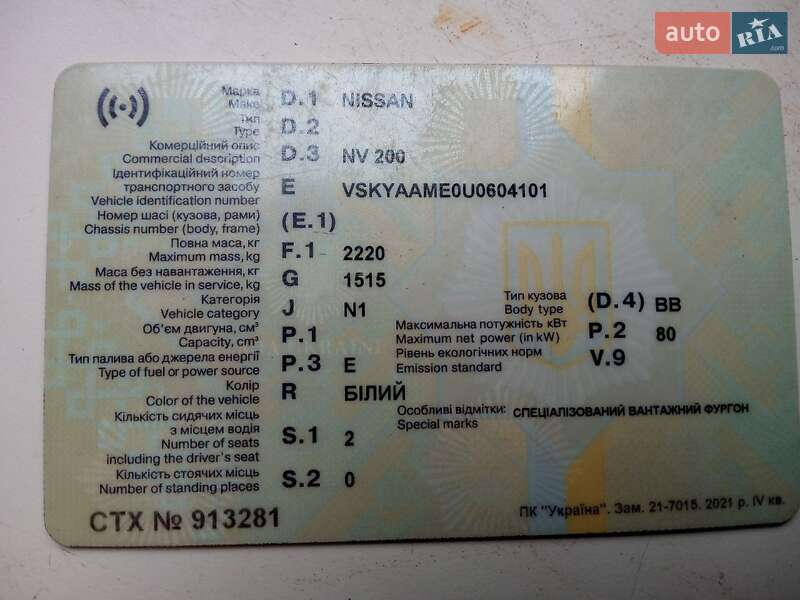 auto RIA .com
Марка
Make D.1 NISSAN
Тип
Type D.2
Комерційний опис
Commercial description D.3 NV 200
Ідентифікаційний номер
транспортного засобу E VSKYAAME0U0604101
Vehicle identification number
Номер шасі (кузова, рами) (E.1)
Chassis number (body, frame)
Повна маса, кг F.1 2220
Maximum mass, kg
Маса без навантаження, кг G 1515
Mass of the vehicle in service, kg
Категорія J N1
Vehicle category
Тип кузова (D.4) BB
Body type
Об'єм двигуна, см³ P.1
Capacity, cm³
Максимальна потужність кВт P.2 80
Maximum net power (in kW)
Тип палива або джерела енергії P.3 E
Type of fuel or power source
Рівень екологічних норм V.9
Emission standard
Колір R БІЛИЙ
Color of the vehicle
Особливі відмітки: СПЕЦІАЛІЗОВАНИЙ ВАНТАЖНИЙ ФУРГОН
Special marks
Кількість сидячих місць
з місцем водія S.1 2
Number of seats
including the driver's seat
Кількість стоячих місць S.2 0
Number of standing places
СТХ № 913281
ПК "Україна". Зам. 21-7015. 2021 р. IV кв.